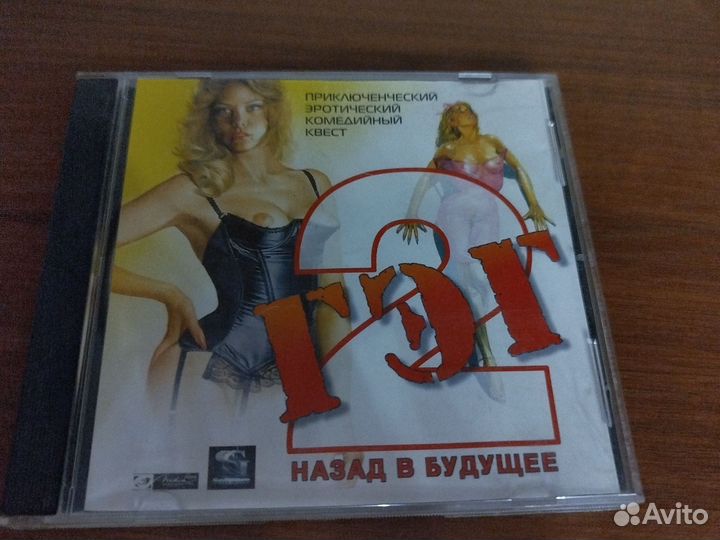 ПРИКЛЮЧЕНЧЕСКИЙ
ЭРОТИЧЕСКИЙ
КОМЕДИЙНЫЙ
КВЕСТ
2
ГЭГ
НАЗАД В БУДУЩЕЕ
Avito